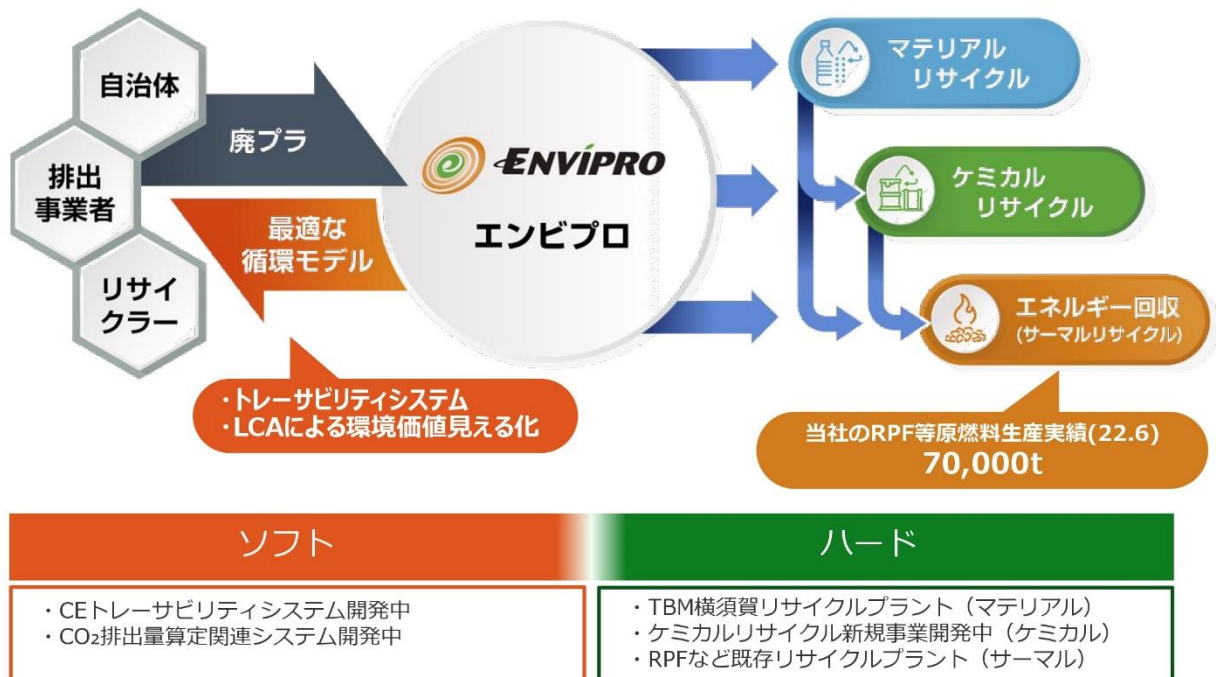 自治体
排出
事業者
リサイ
クラー
廃プラ
最適な
循環モデル
ENVIPRO
エンビプロ
マテリアル
リサイクル
ケミカル
リサイクル
エネルギー回収
(サーマルリサイクル)
・トレーサビリティシステム
・LCAによる環境価値見える化
当社のRPF等原燃料生産実績(22.6)
70,000t
ソフト
・CEトレーサビリティシステム開発中
・CO₂排出量算定関連システム開発中
ハード
・TBM横須賀リサイクルプラント（マテリアル）
・ケミカルリサイクル新規事業開発中（ケミカル）
・RPFなど既存リサイクルプラント（サーマル）